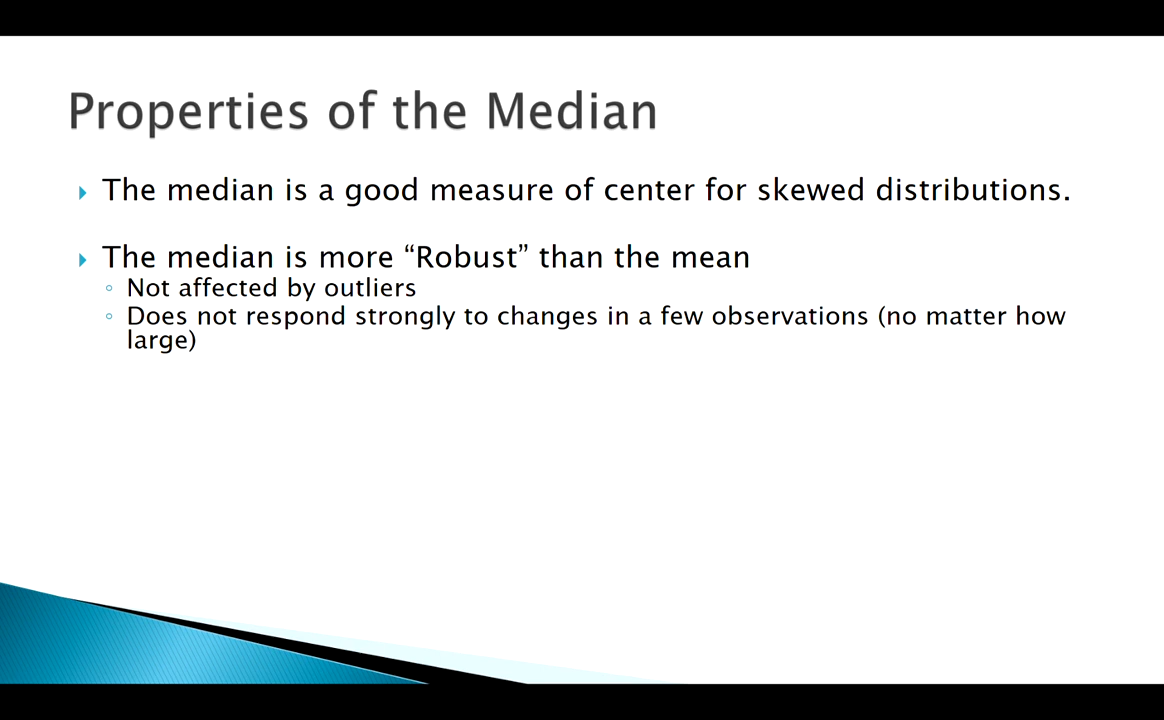 Properties of the Median
The median is a good measure of center for skewed distributions.
The median is more “Robust” than the mean
Not affected by outliers
Does not respond strongly to changes in a few observations (no matter how
large)